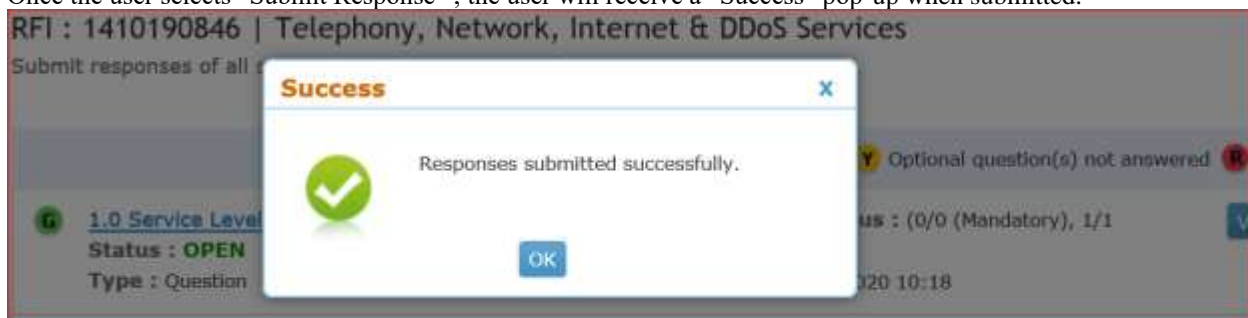 Once the user selects "Submit Response", the user will receive a "Success" pop-up when submitted.
RFI : 1410190846 | Telephony, Network, Internet & DDoS Services
Submit responses of all
Success x
Responses submitted successfully.
Y Optional question(s) not answered R
G 1.0 Service Level
us : (0/0 (Mandatory), 1/1
Status : OPEN
OK
Type : Question
020 10:18